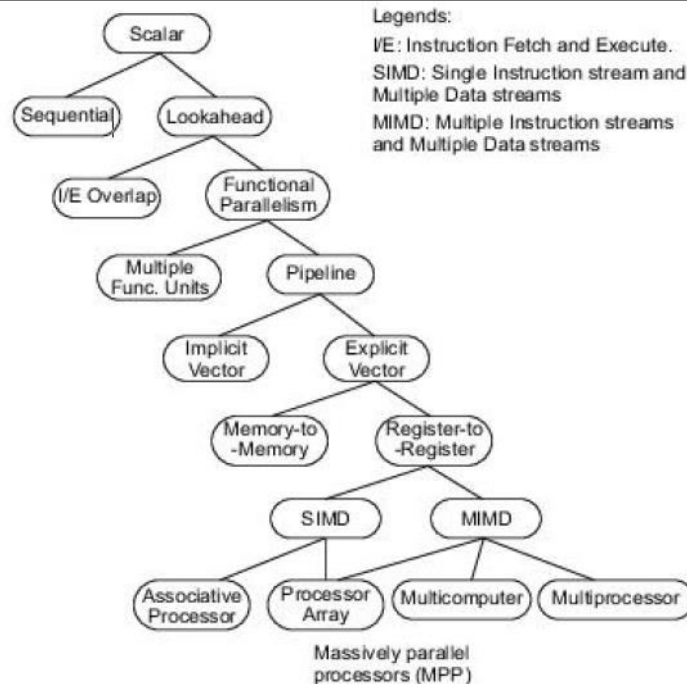 Scalar
Legends:
I/E: Instruction Fetch and Execute.
SIMD: Single Instruction stream and
Multiple Data streams
MIMD: Multiple Instruction streams
and Multiple Data streams
Sequential
Lookahead
I/E Overlap
Functional
Parallelism
Multiple
Func. Units
Pipeline
Implicit
Vector
Explicit
Vector
Memory-to
-Memory
Register-to
-Register
SIMD
MIMD
Associative
Processor
Processor
Array
Multicomputer
Multiprocessor
Massively parallel
processors (MPP)